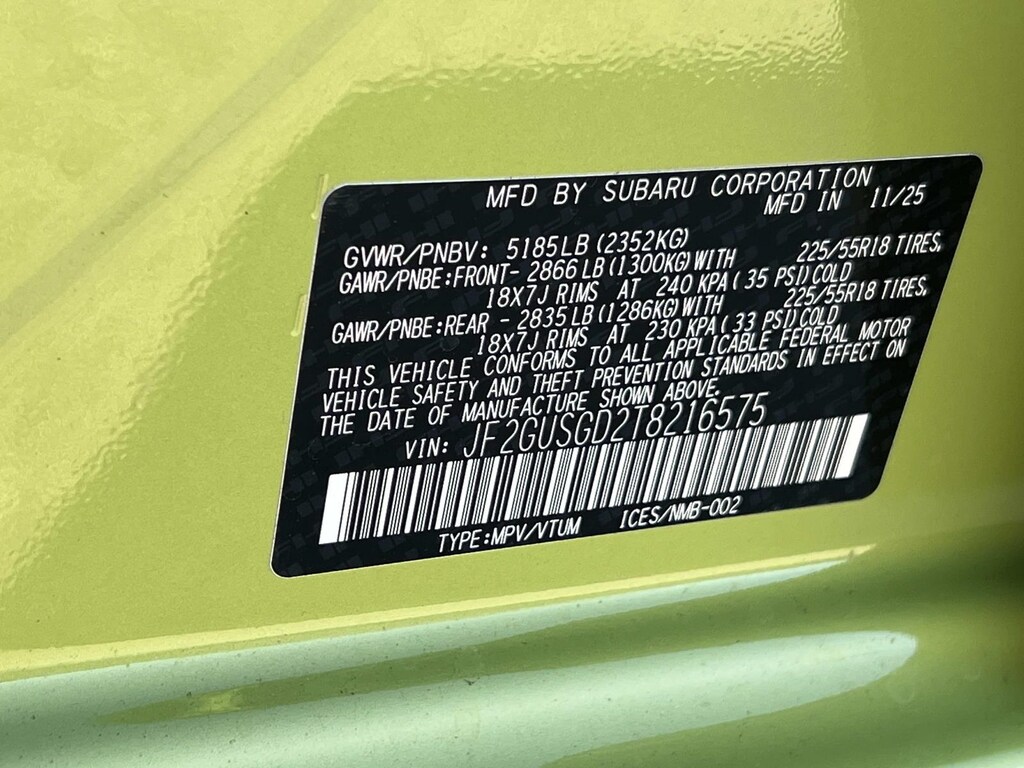 MFD BY SUBARU CORPORATION
MFD IN 11/25
GVWR/PNBV: 5185LB (2352KG)
GAWR/PNBE:FRONT- 2866 LB (1300KG) WITH 225/55R18 TIRES,
18X7J RIMS AT 240 KPA ( 35 PSI) COLD
GAWR/PNBE:REAR - 2835 LB (1286KG) WITH 225/55R18 TIRES,
18X7J RIMS AT 230 KPA ( 33 PSI) COLD
THIS VEHICLE CONFORMS TO ALL APPLICABLE FEDERAL MOTOR
VEHICLE SAFETY AND THEFT PREVENTION STANDARDS IN EFFECT ON
THE DATE OF MANUFACTURE SHOWN ABOVE.
VIN: JF2GUSGD2T8216575
TYPE:MPV/VTUM ICES/NMB-002